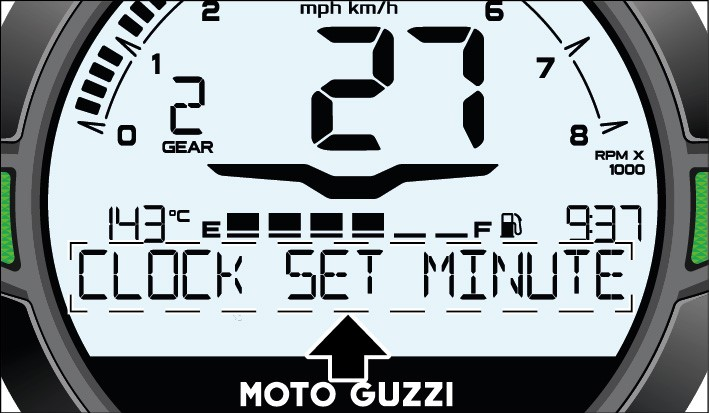 mph km/h
2 6
1 7
27
2
GEAR
0 8
RPM X
1000
143°C E F 9:37
CLOCK SET MINUTE
MOTO GUZZI